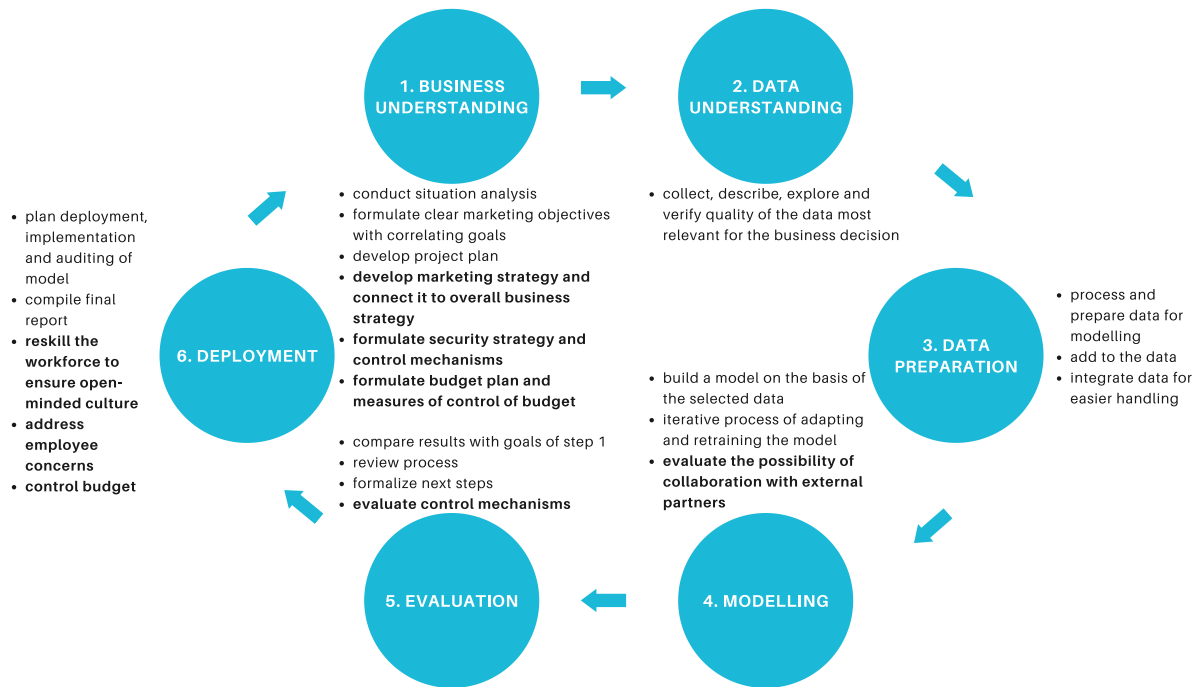 1. BUSINESS
UNDERSTANDING
• conduct situation analysis
• formulate clear marketing objectives
with correlating goals
• develop project plan
• develop marketing strategy and
connect it to overall business
strategy
• formulate security strategy and
control mechanisms
• formulate budget plan and
measures of control of budget
2. DATA
UNDERSTANDING
• collect, describe, explore and
verify quality of the data most
relevant for the business decision
3. DATA
PREPARATION
• process and
prepare data for
modelling
• add to the data
• integrate data for
easier handling
• build a model on the basis of
the selected data
• iterative process of adapting
and retraining the model
• evaluate the possibility of
collaboration with external
partners
4. MODELLING
• compare results with goals of step 1
• review process
• formalize next steps
• evaluate control mechanisms
5. EVALUATION
• plan deployment,
implementation
and auditing of
model
• compile final
report
• reskill the
workforce to
ensure open-
minded culture
• address
employee
concerns
• control budget
6. DEPLOYMENT